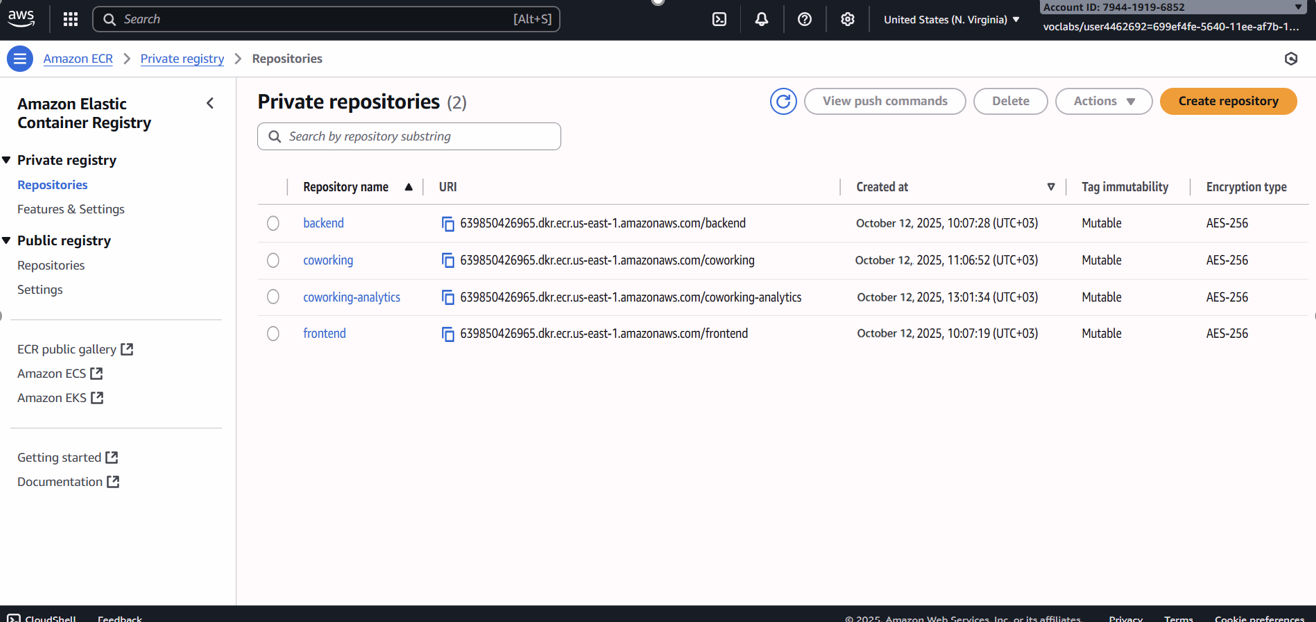 aws
Search [Alt+S]
United States (N. Virginia)
Account ID: 7944-1919-6852
voclabs/user4462692=699ef4fe-5640-11ee-af7b-1...
Amazon ECR > Private registry > Repositories
Amazon Elastic
Container Registry
Private registry
Repositories
Features & Settings
Public registry
Repositories
Settings
ECR public gallery
Amazon ECS
Amazon EKS
Getting started
Documentation
Private repositories (2)
View push commands
Delete
Actions
Create repository
Search by repository substring
Repository name URI Created at Tag immutability Encryption type
backend 639850426965.dkr.ecr.us-east-1.amazonaws.com/backend October 12, 2025, 10:07:28 (UTC+03) Mutable AES-256
coworking 639850426965.dkr.ecr.us-east-1.amazonaws.com/coworking October 12, 2025, 11:06:52 (UTC+03) Mutable AES-256
coworking-analytics 639850426965.dkr.ecr.us-east-1.amazonaws.com/coworking-analytics October 12, 2025, 13:01:34 (UTC+03) Mutable AES-256
frontend 639850426965.dkr.ecr.us-east-1.amazonaws.com/frontend October 12, 2025, 10:07:19 (UTC+03) Mutable AES-256
CloudShell Feedback © 2025, Amazon Web Services, Inc. or its affiliates. Privacy Terms Cookie preferences